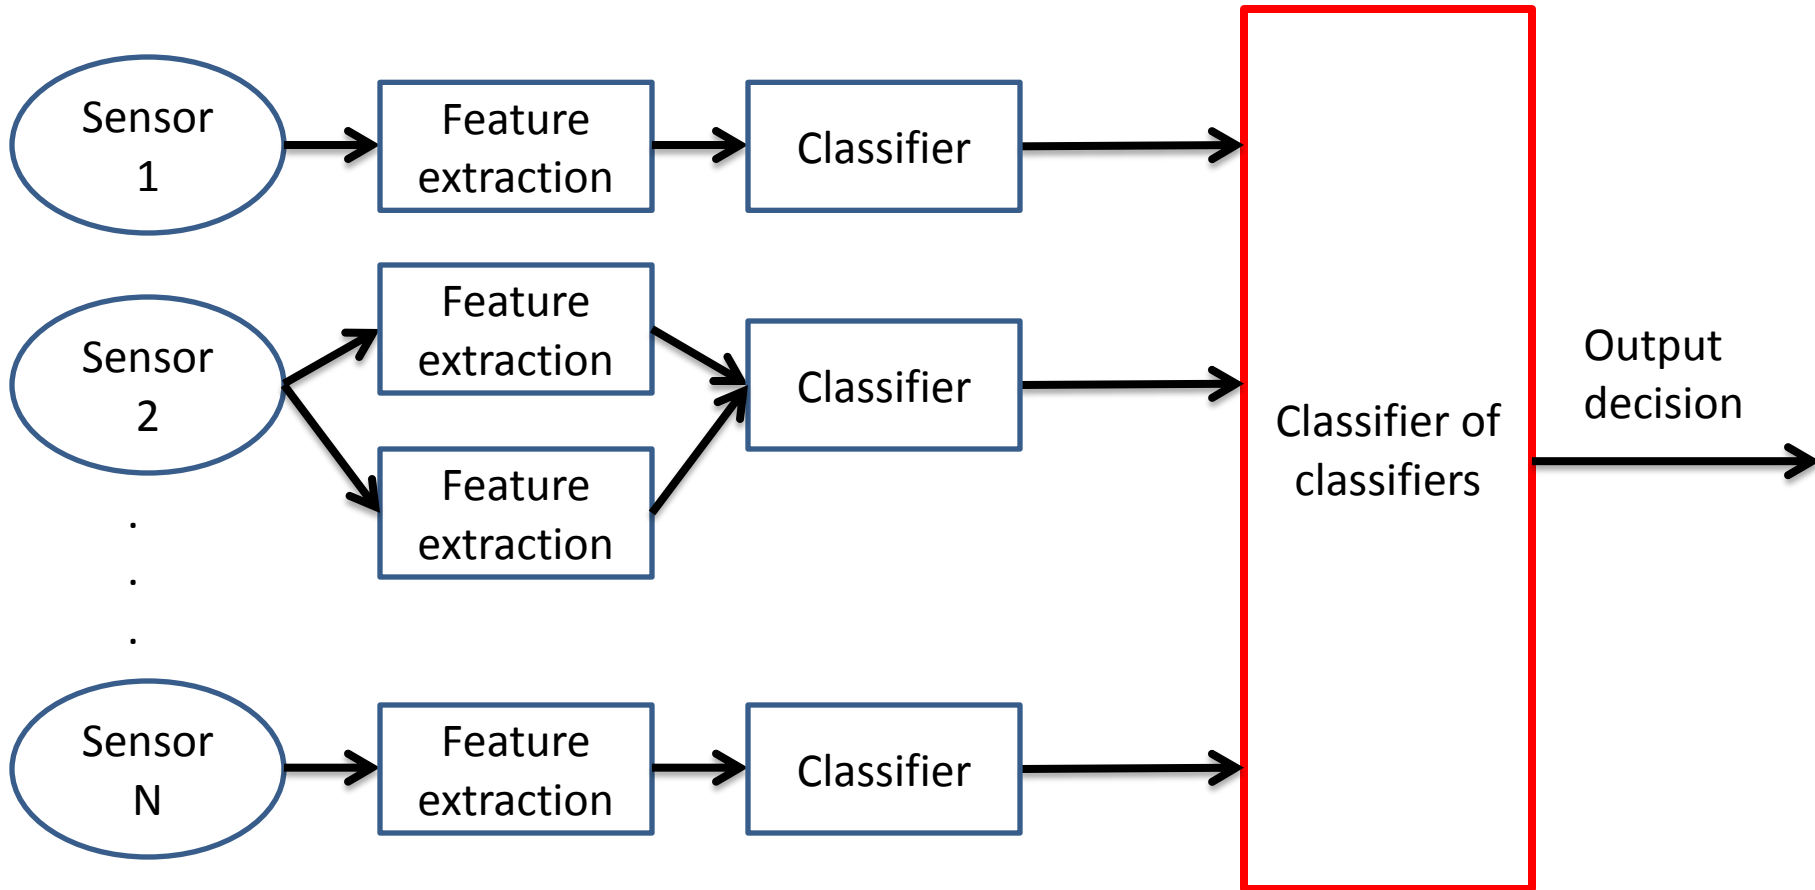 Sensor
1
Feature
extraction
Classifier
Sensor
2
Feature
extraction
Feature
extraction
Classifier
.
.
.
Sensor
N
Feature
extraction
Classifier
Classifier of
classifiers
Output
decision